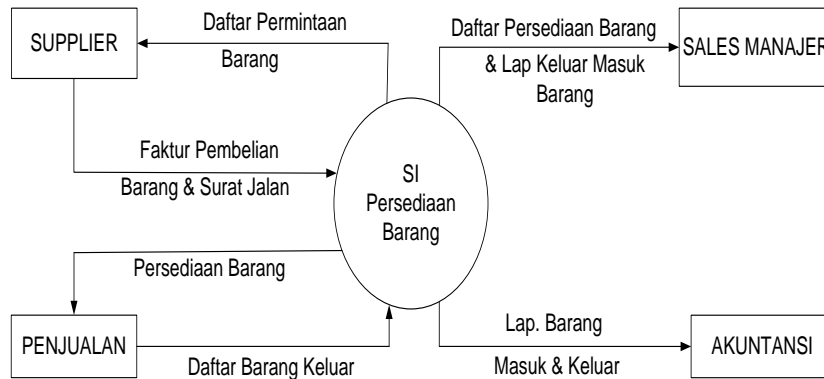 SUPPLIER
Daftar Permintaan
Barang
Daftar Persediaan Barang
& Lap Keluar Masuk
Barang
SALES MANAJER
Faktur Pembelian
Barang & Surat Jalan
SI
Persediaan
Barang
Persediaan Barang
PENJUALAN
Daftar Barang Keluar
Lap. Barang
Masuk & Keluar
AKUNTANSI